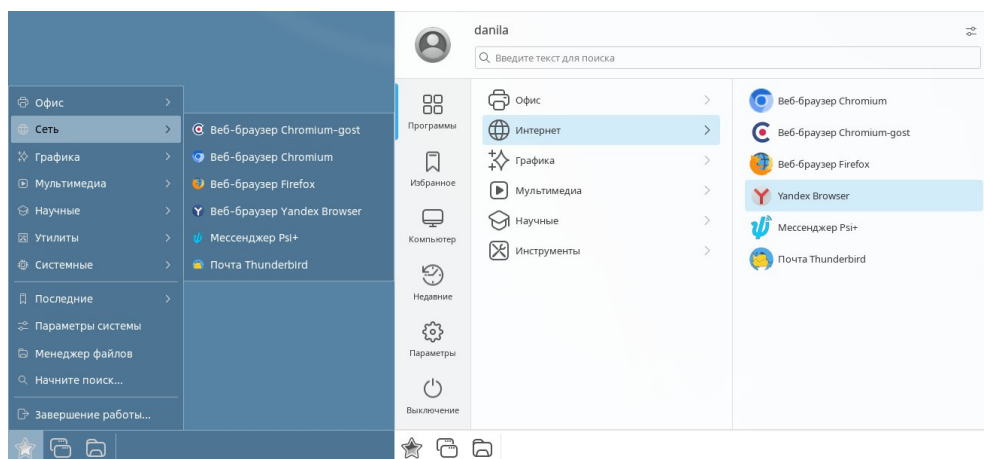 Офис
Сеть
Графика
Мультимедиа
Научные
Утилиты
Системные
Последние
Параметры системы
Менеджер файлов
Начните поиск...
Завершение работы...
Веб-браузер Chromium-gost
Веб-браузер Chromium
Веб-браузер Firefox
Веб-браузер Yandex Browser
Мессенджер Psi+
Почта Thunderbird
danila
Введите текст для поиска
Программы
Избранное
Компьютер
Недавние
Параметры
Выключение
Офис
Интернет
Графика
Мультимедиа
Научные
Инструменты
Веб-браузер Chromium
Веб-браузер Chromium-gost
Веб-браузер Firefox
Yandex Browser
Мессенджер Psi+
Почта Thunderbird